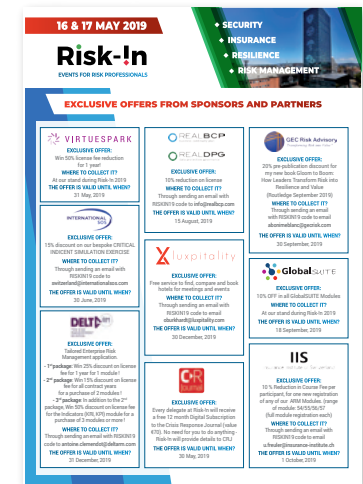 16 & 17 MAY 2019
SECURITY
INSURANCE
RESILIENCE
RISK MANAGEMENT
Risk-!n
EVENTS FOR RISK PROFESSIONALS
EXCLUSIVE OFFERS FROM SPONSORS AND PARTNERS
VIRTUESPARK
EXCLUSIVE OFFER:
Win 50% license fee reduction
for 1 year!
WHERE TO COLLECT IT?
At our stand during Risk-In 2019
THE OFFER IS VALID UNTIL WHEN?
31 May, 2019
INTERNATIONAL
SOS
EXCLUSIVE OFFER:
15% discount on our bespoke CRITICAL
INDICENT SIMULATION EXERCISE
WHERE TO COLLECT IT?
Through sending an email with
RISKIN19 code to
switzerland@internationalsos.com
THE OFFER IS VALID UNTIL WHEN?
30 June, 2019
DELTA
EXCLUSIVE OFFER:
Tailored Enterprise Risk
Management application.
- 1st package: Win 25% discount on license
fee for 1 year for 1 module !
- 2nd package: Win 15% discount on license
fee for all contract years
for a purchase of 2 modules !
- 3rd package: In addition to the 2nd
package, Win 50% discount on license fee
for the Indicators (KRI, KPI) module for a
purchase of 3 modules or more !
WHERE TO COLLECT IT?
Through sending an email with RISKIN19
code to antoine.clemendot@deltarm.com
THE OFFER IS VALID UNTIL WHEN?
31 December, 2019
REALBCP
REALDPG
EXCLUSIVE OFFER:
10% reduction on license
WHERE TO COLLECT IT?
Through sending an email with
RISKIN19 code to info@realbcp.com
THE OFFER IS VALID UNTIL WHEN?
15 August, 2019
luxpitality
EXCLUSIVE OFFER:
Free service to find, compare and book
hotels for meetings and events
WHERE TO COLLECT IT?
Through sending an email with
RISKIN19 code to email
cburkhardt@luxpitality.com
THE OFFER IS VALID UNTIL WHEN?
30 December, 2019
EXCLUSIVE OFFER:
Every delegate at Risk-In will receive
a free 12 month Digital Subscription
to the Crisis Response Journal (value
€70). No need for you to do anything -
Risk-In will provide details to CRJ
THE OFFER IS VALID UNTIL WHEN?
30 May, 2019
GEC Risk Advisory
EXCLUSIVE OFFER:
20% pre-publication discount for
my new book Gloom to Boom:
How Leaders Transform Risk into
Resilience and Value
(Routledge September 2019)
WHERE TO COLLECT IT?
Through sending an email
with RISKIN19 code to email
abonimeblanc@gecrisk.com
THE OFFER IS VALID UNTIL WHEN?
30 September, 2019
GlobalSUITE
EXCLUSIVE OFFER:
10% OFF in all GlobalSUITE Modules
WHERE TO COLLECT IT?
At our stand during Risk-In 2019
THE OFFER IS VALID UNTIL WHEN?
18 September, 2019
IIS
EXCLUSIVE OFFER:
10 % Reduction in Course Fee per
participant, for one new registration
of any of our ARM Modules. (range
of module: 54/55/56/57
(full module registration each)
WHERE TO COLLECT IT?
Through sending an email with
RISKIN19 code to email
u.fressler@insurance-institute.ch
THE OFFER IS VALID UNTIL WHEN?
1 October, 2019